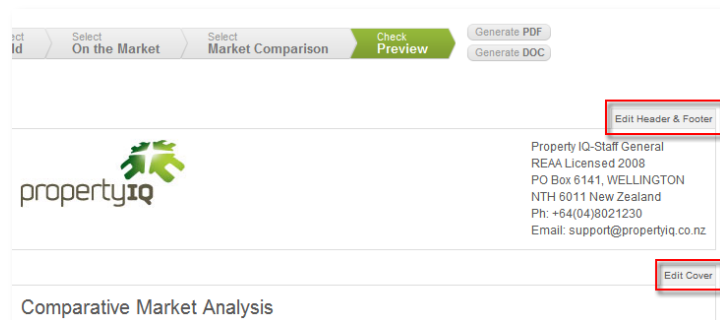 ect
ld
Select
On the Market
Select
Market Comparison
Check
Preview
Generate PDF
Generate DOC
Edit Header & Footer
propertyIQ
Property IQ-Staff General
REAA Licensed 2008
PO Box 6141, WELLINGTON
NTH 6011 New Zealand
Ph: +64(04)8021230
Email: support@propertyiq.co.nz
Edit Cover
Comparative Market Analysis